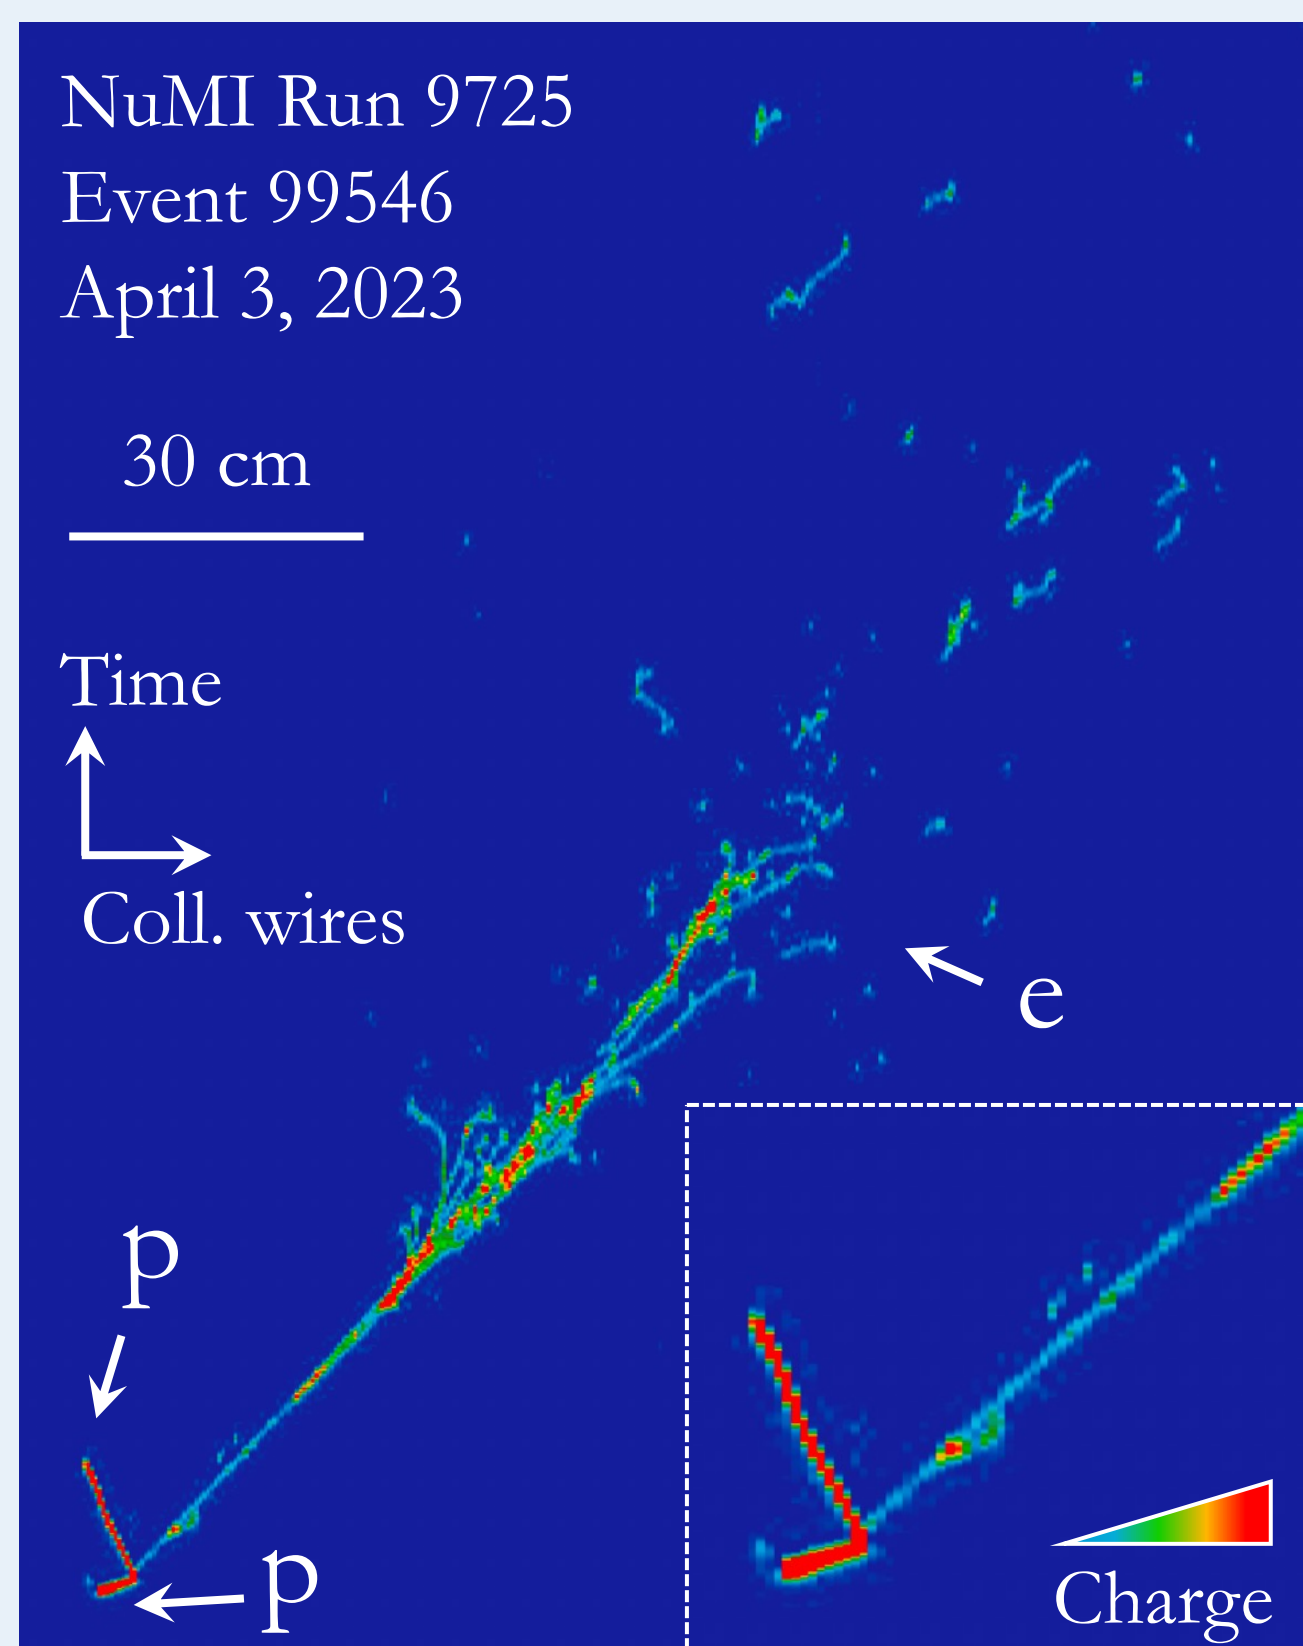 NuMI Run 9725
Event 99546
April 3, 2023
30 cm
Time
Coll. wires
e
p
p
Charge